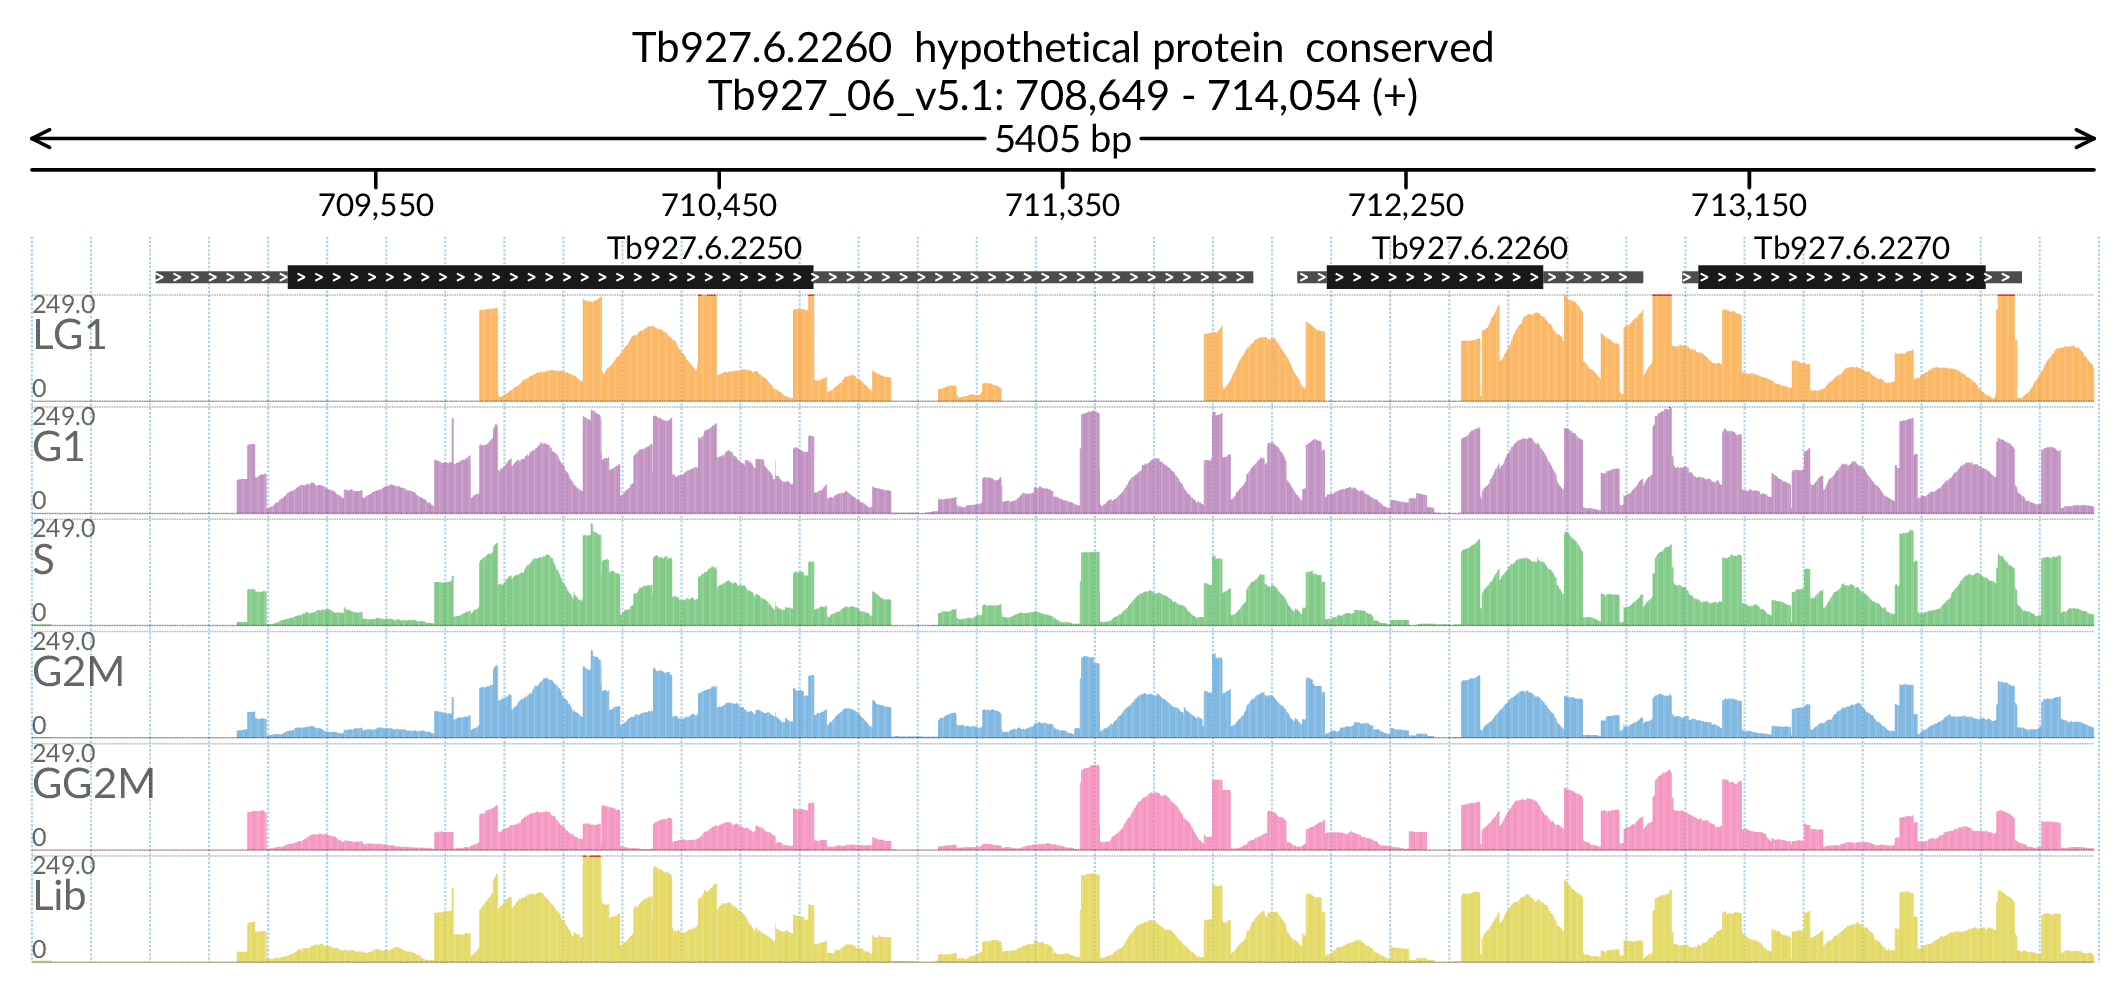 Tb927.6.2260 hypothetical protein conserved
Tb927_06_v5.1: 708,649 - 714,054 (+)
5405 bp
709,550 710,450 711,350 712,250 713,150
Tb927.6.2250 Tb927.6.2260 Tb927.6.2270
249.0
LG1
0
249.0
G1
0
249.0
S
0
249.0
G2M
0
249.0
GG2M
0
249.0
Lib
0